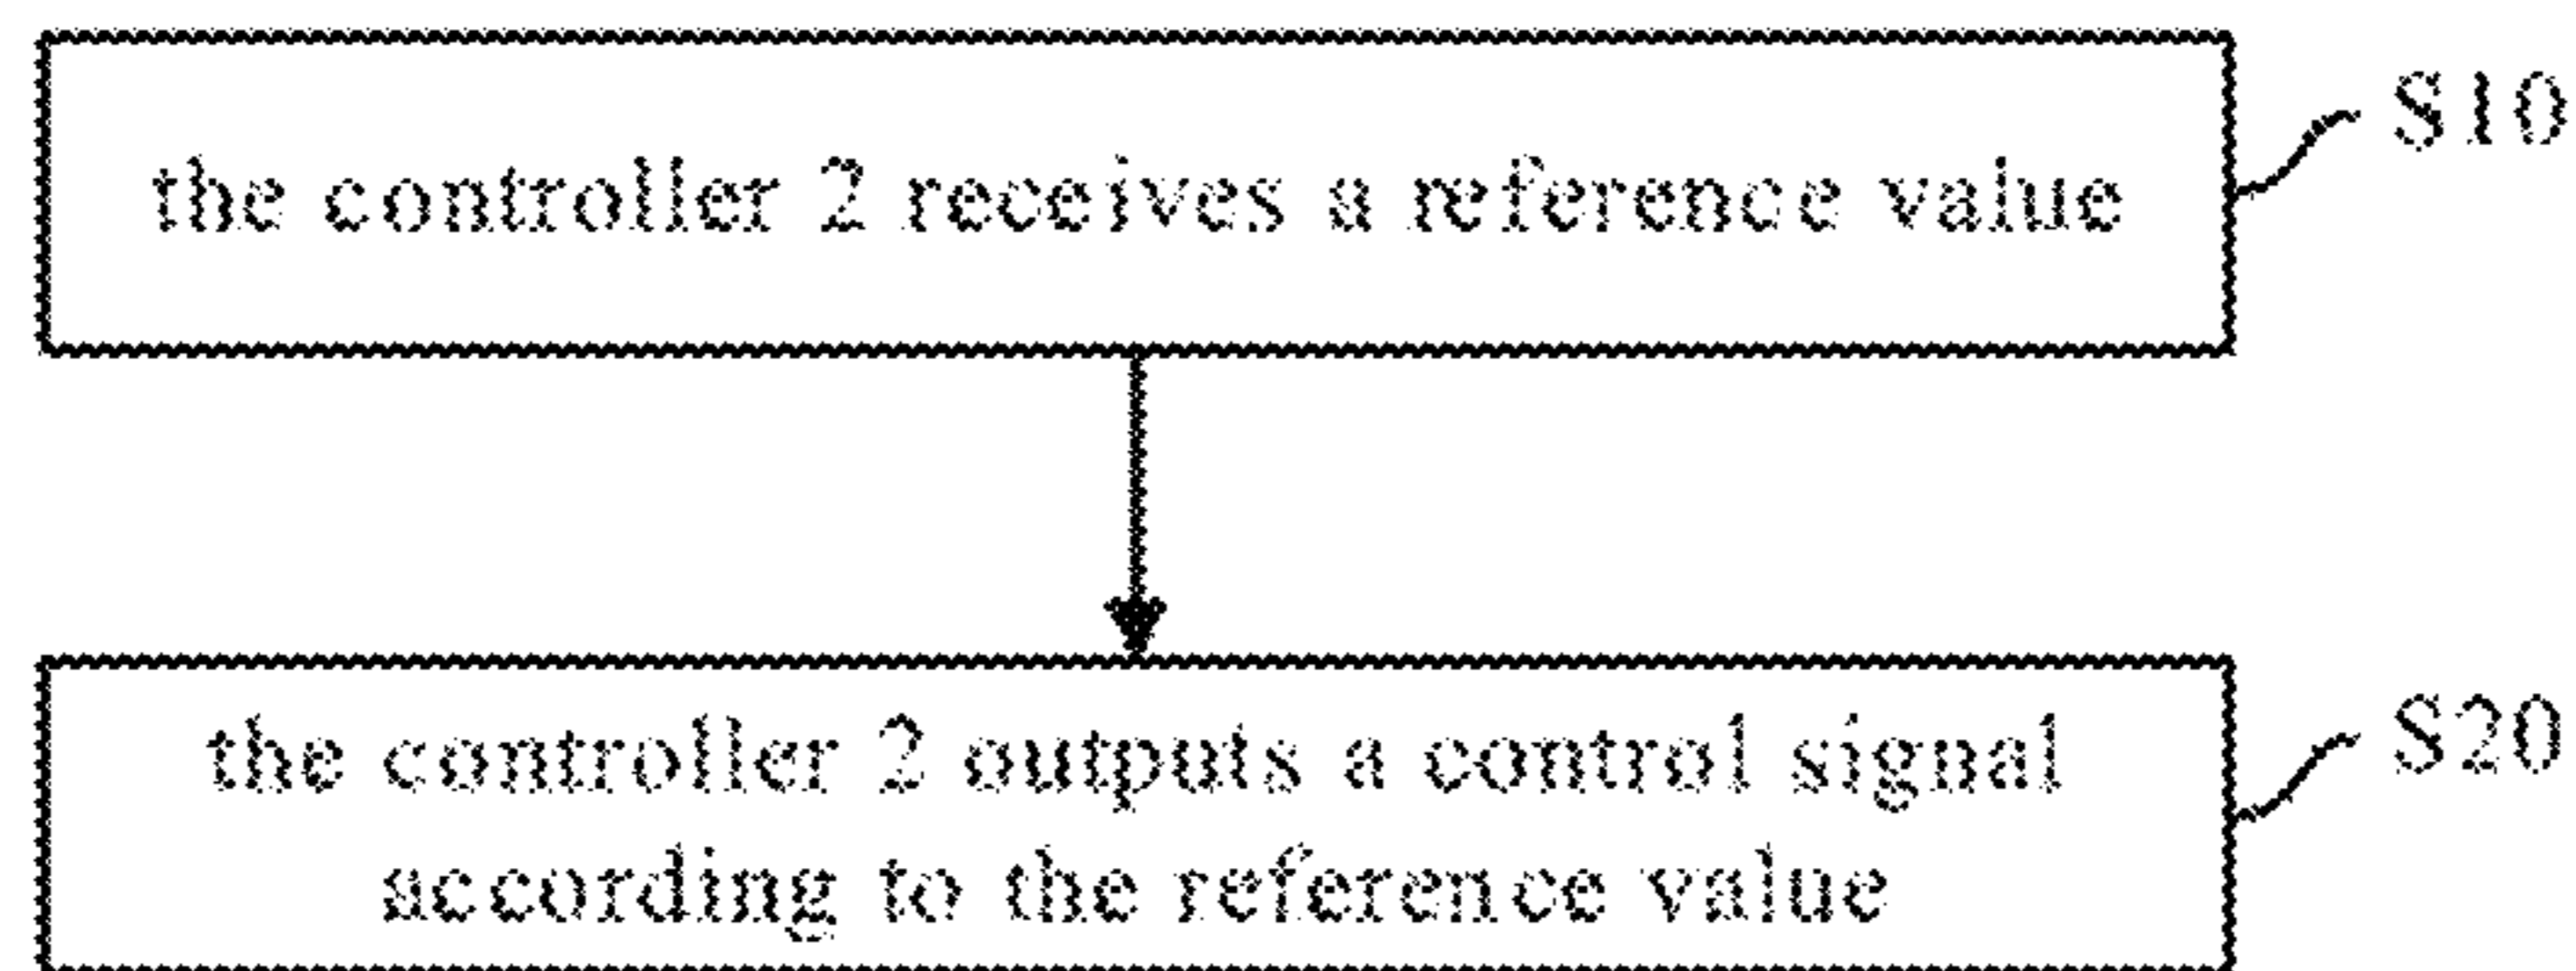 the controller 2 receives a reference value
S10
the controller 2 outputs a control signal
according to the reference value
S20